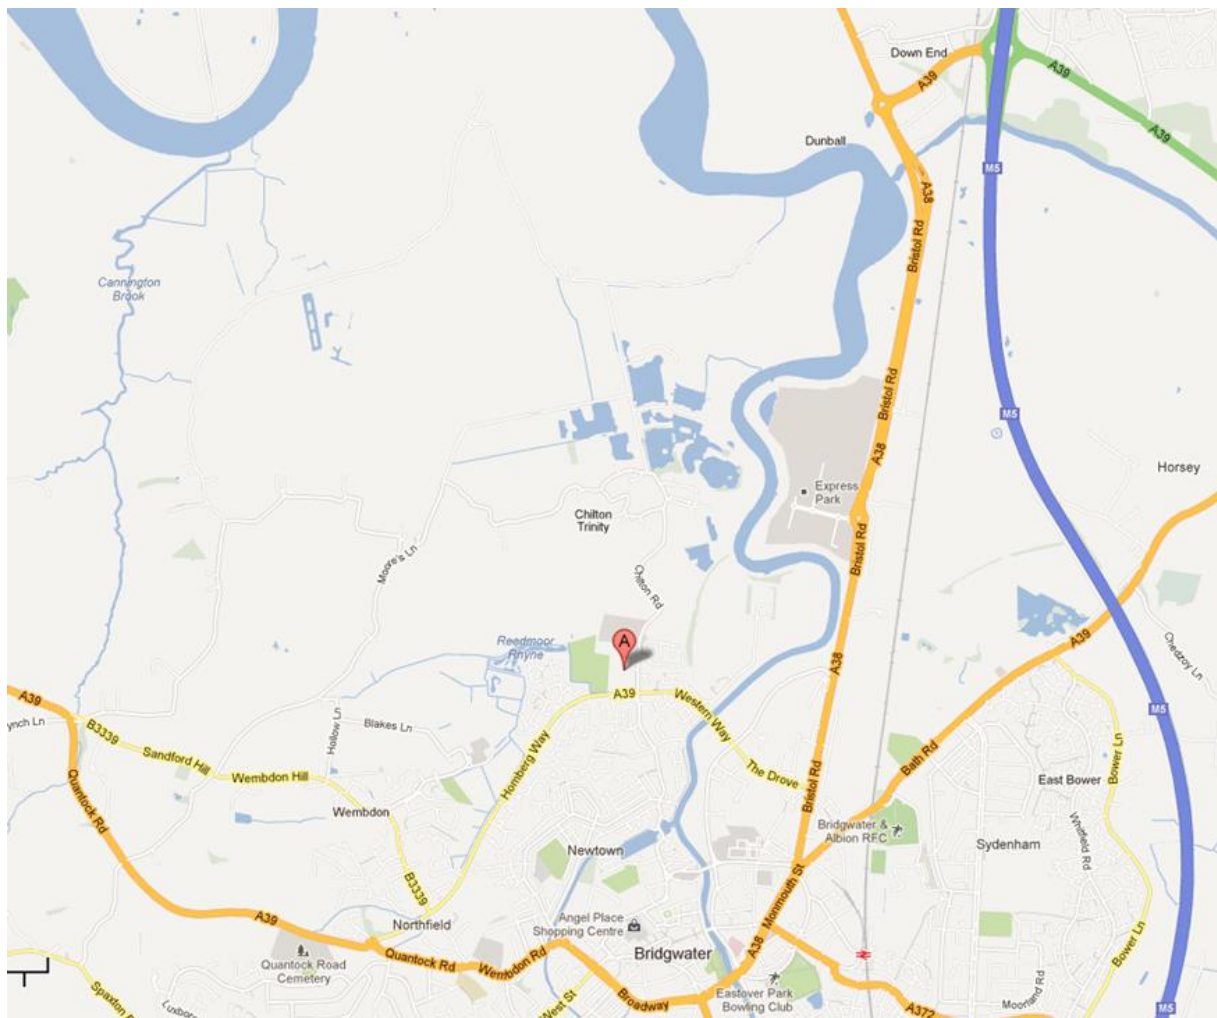 Down End
A39
A39
A39
Dunball
M5
A38
Bristol Rd
Cannington
Brook
Bristol Rd
M5
A38
Horsey
Express
Park
Chilton
Trinity
Bristol Rd
Moore's Ln
Chilton Rd
A39
Chedzoy Ln
Reedmoor
Rhyne
A
A38
A39
A39
Western Way
M5
ynch Ln
B3339
Hollow Ln
Blakes Ln
Sandford Hill
Homberg Way
Bath Rd
Bower Ln
Wembdon Hill
The Drove
Bristol Rd
East Bower
Quantock Rd
Wembdon
Bridgwater &
Albion RFC
Whitfield Rd
Sydenham
Newtown
B3339
Monmouth St
A39
Northfield
Angel Place
Shopping Centre
Bower Ln
Bridgwater
A38
Quantock Road
Cemetery
Quantock Rd
Wembdon Rd
Eastover Park
Bowling Club
Moorland Rd
Spaxton
Luxbor
West St
Broadway
A372
M5